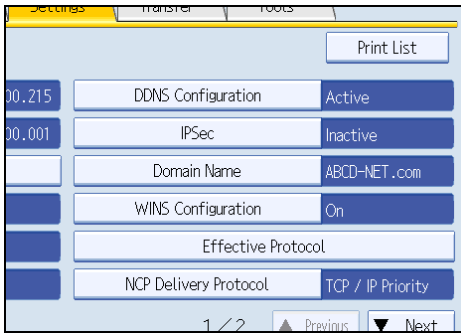 Settings Transfer Tools
Print List
00.215 DDNS Configuration Active
00.001 IPSec Inactive
Domain Name ABCD-NET.com
WINS Configuration On
Effective Protocol
NCP Delivery Protocol TCP / IP Priority
1/2 ▲ Previous ▼ Next